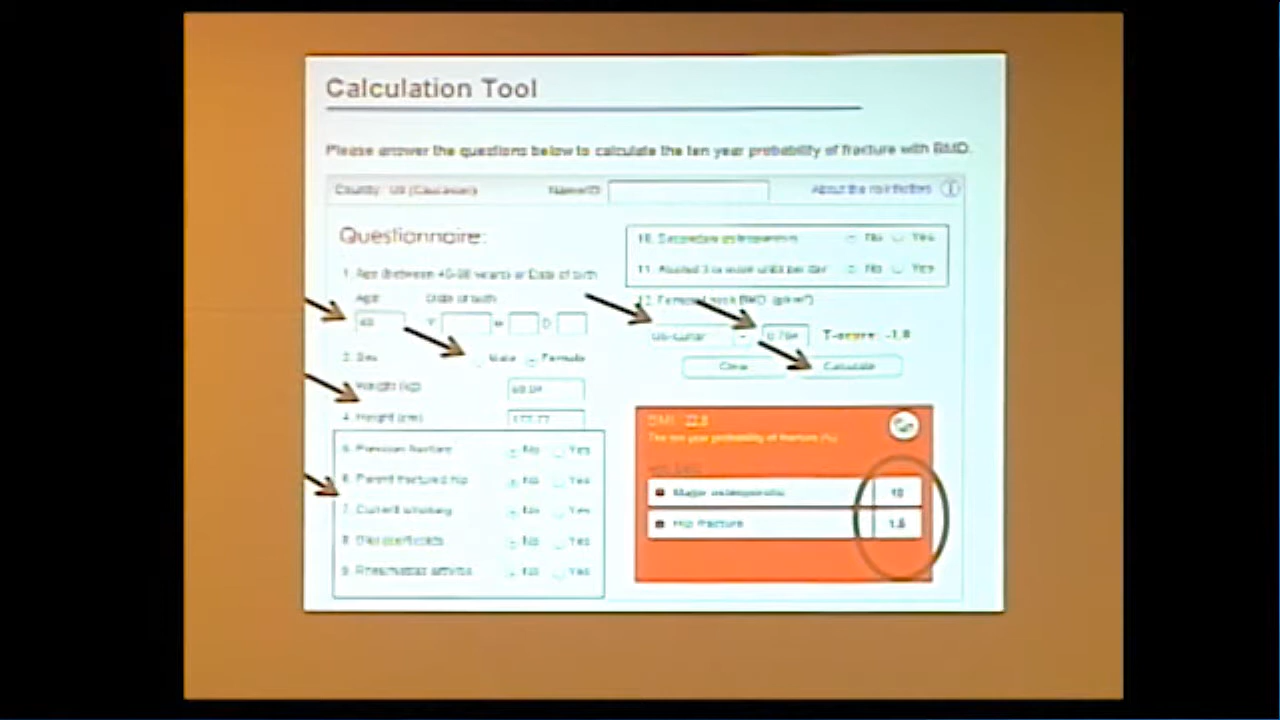 Calculation Tool
Please answer the questions below to calculate the ten year probability of fracture with BMD.
Country: US (Caucasian) Name/ID: About the risk factors
Questionnaire:
1. Age (between 40-90 years) or Date of birth
Age: Date of birth:
Y: M: D:
2. Sex Male Female
Weight (kg)
4. Height (cm)
5. Previous fracture No Yes
6. Parent fractured hip No Yes
7. Current smoking No Yes
8. Glucocorticoids No Yes
9. Rheumatoid arthritis No Yes
10. Secondary osteoporosis No Yes
11. Alcohol 3 or more units per day No Yes
12. Femoral neck BMD (g/cm²)
T-score: -1.8
Clear Calculate
BMI: 22.8
The ten year probability of fracture (%)
Major osteoporotic 10
Hip fracture